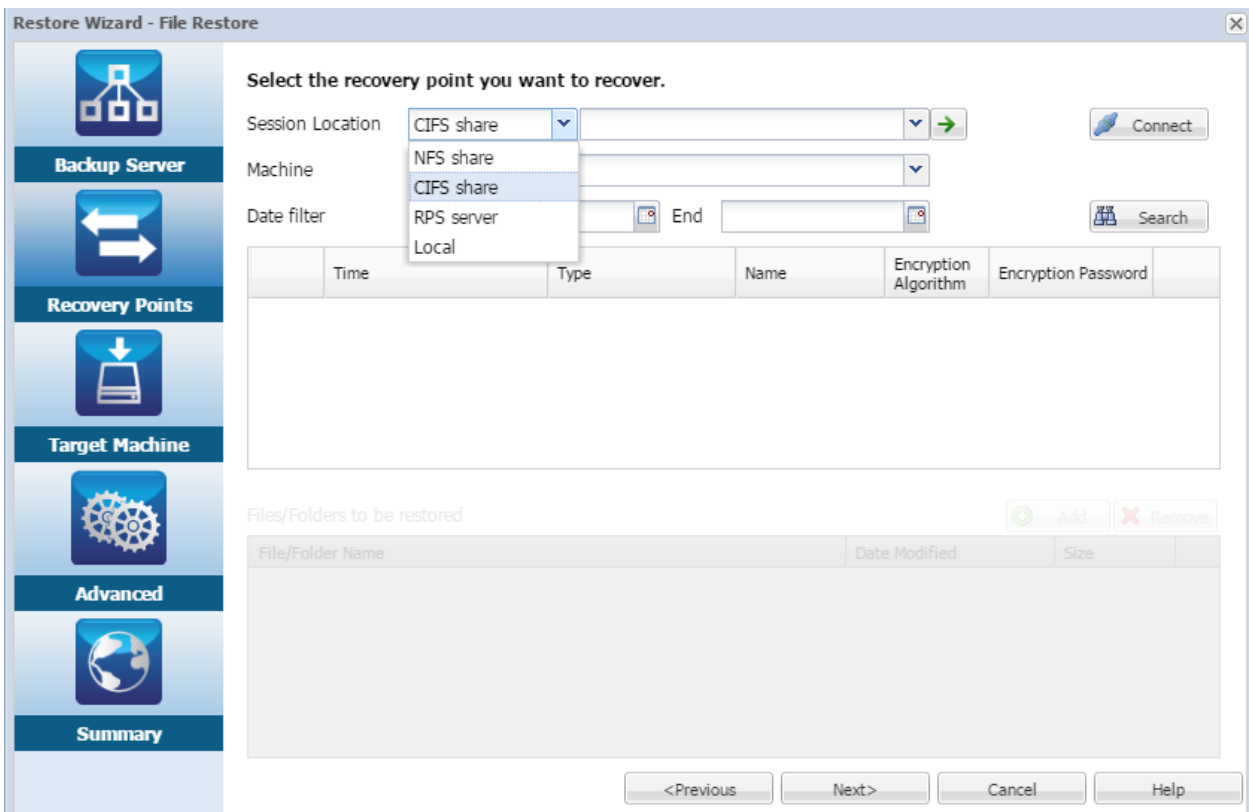 Restore Wizard - File Restore
Backup Server
Recovery Points
Target Machine
Advanced
Summary
Select the recovery point you want to recover.
Session Location
CIFS share
Connect
NFS share
CIFS share
RPS server
Local
Machine
Date filter
End
Search
Time
Type
Name
Encryption Algorithm
Encryption Password
Files/Folders to be restored
Add
Remove
File/Folder Name
Date Modified
Size
<Previous
Next>
Cancel
Help